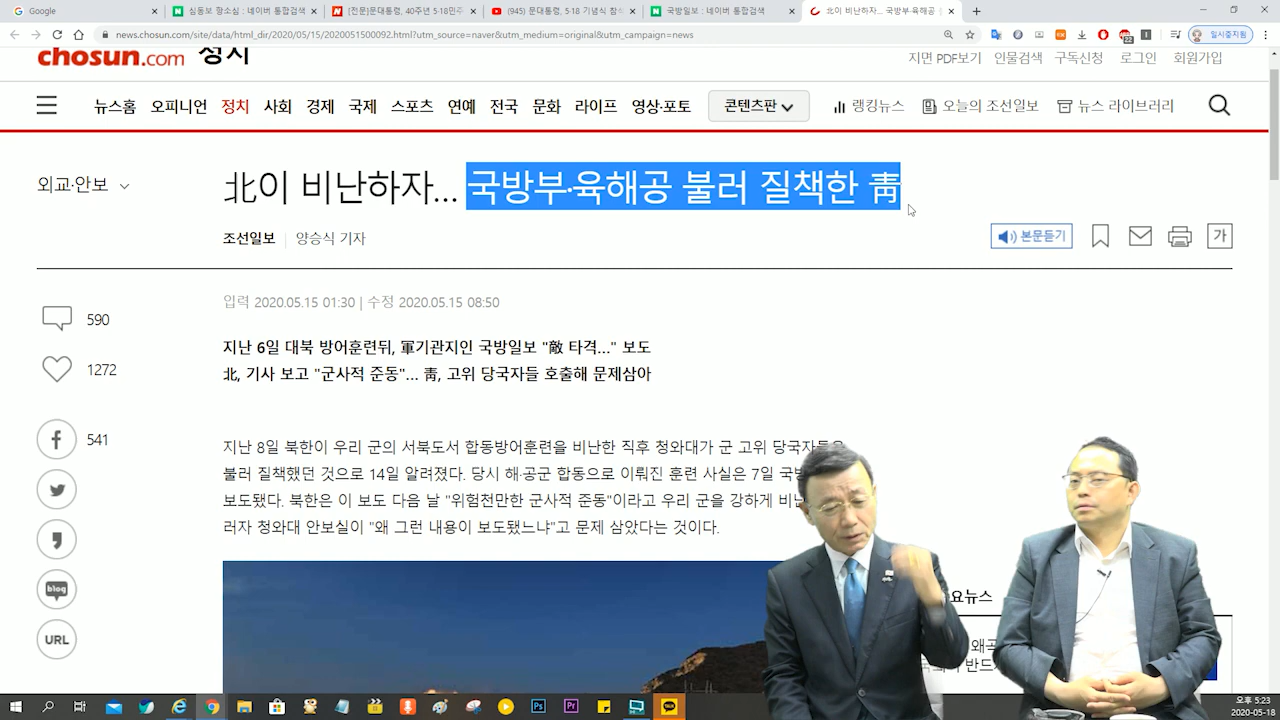 Google
심동보 항소심 : 네이버 통합검색
[전문]문대통령, 40주년 5·18민주
(945) 문대통령, 5·18 기념식 참석
국방일보 : 네이버 통합검색
北이 비난하자... 국방부·육해공
news.chosun.com/site/data/html_dir/2020/05/15/2020051500092.html?utm_source=naver&utm_medium=original&utm_campaign=news
일시중지됨
chosun.com 정치
지면 PDF보기 인물검색 구독신청 로그인 회원가입
뉴스홈 오피니언 정치 사회 경제 국제 스포츠 연예 전국 문화 라이프 영상·포토 콘텐츠판 랭킹뉴스 오늘의 조선일보 뉴스 라이브러리
외교·안보
北이 비난하자... 국방부·육해공 불러 질책한 靑
조선일보 양승식 기자
본문듣기
가
입력 2020.05.15 01:30 | 수정 2020.05.15 08:50
590
1272
541
blog
URL
지난 6일 대북 방어훈련뒤, 軍기관지인 국방일보 "敵 타격..." 보도
北, 기사 보고 "군사적 준동"... 靑, 고위 당국자들 호출해 문제삼아
지난 8일 북한이 우리 군의 서북도서 합동방어훈련을 비난한 직후 청와대가 군 고위 당국자들을
불러 질책했던 것으로 14일 알려졌다. 당시 해·공군 합동으로 이뤄진 훈련 사실은 7일 국방
보도됐다. 북한은 이 보도 다음 날 "위험천만한 군사적 준동"이라고 우리 군을 강하게 비난
러자 청와대 안보실이 "왜 그런 내용이 보도됐느냐"고 문제 삼았다는 것이다.
요뉴스
왜공
반드시
오후 5:23
2020-05-18